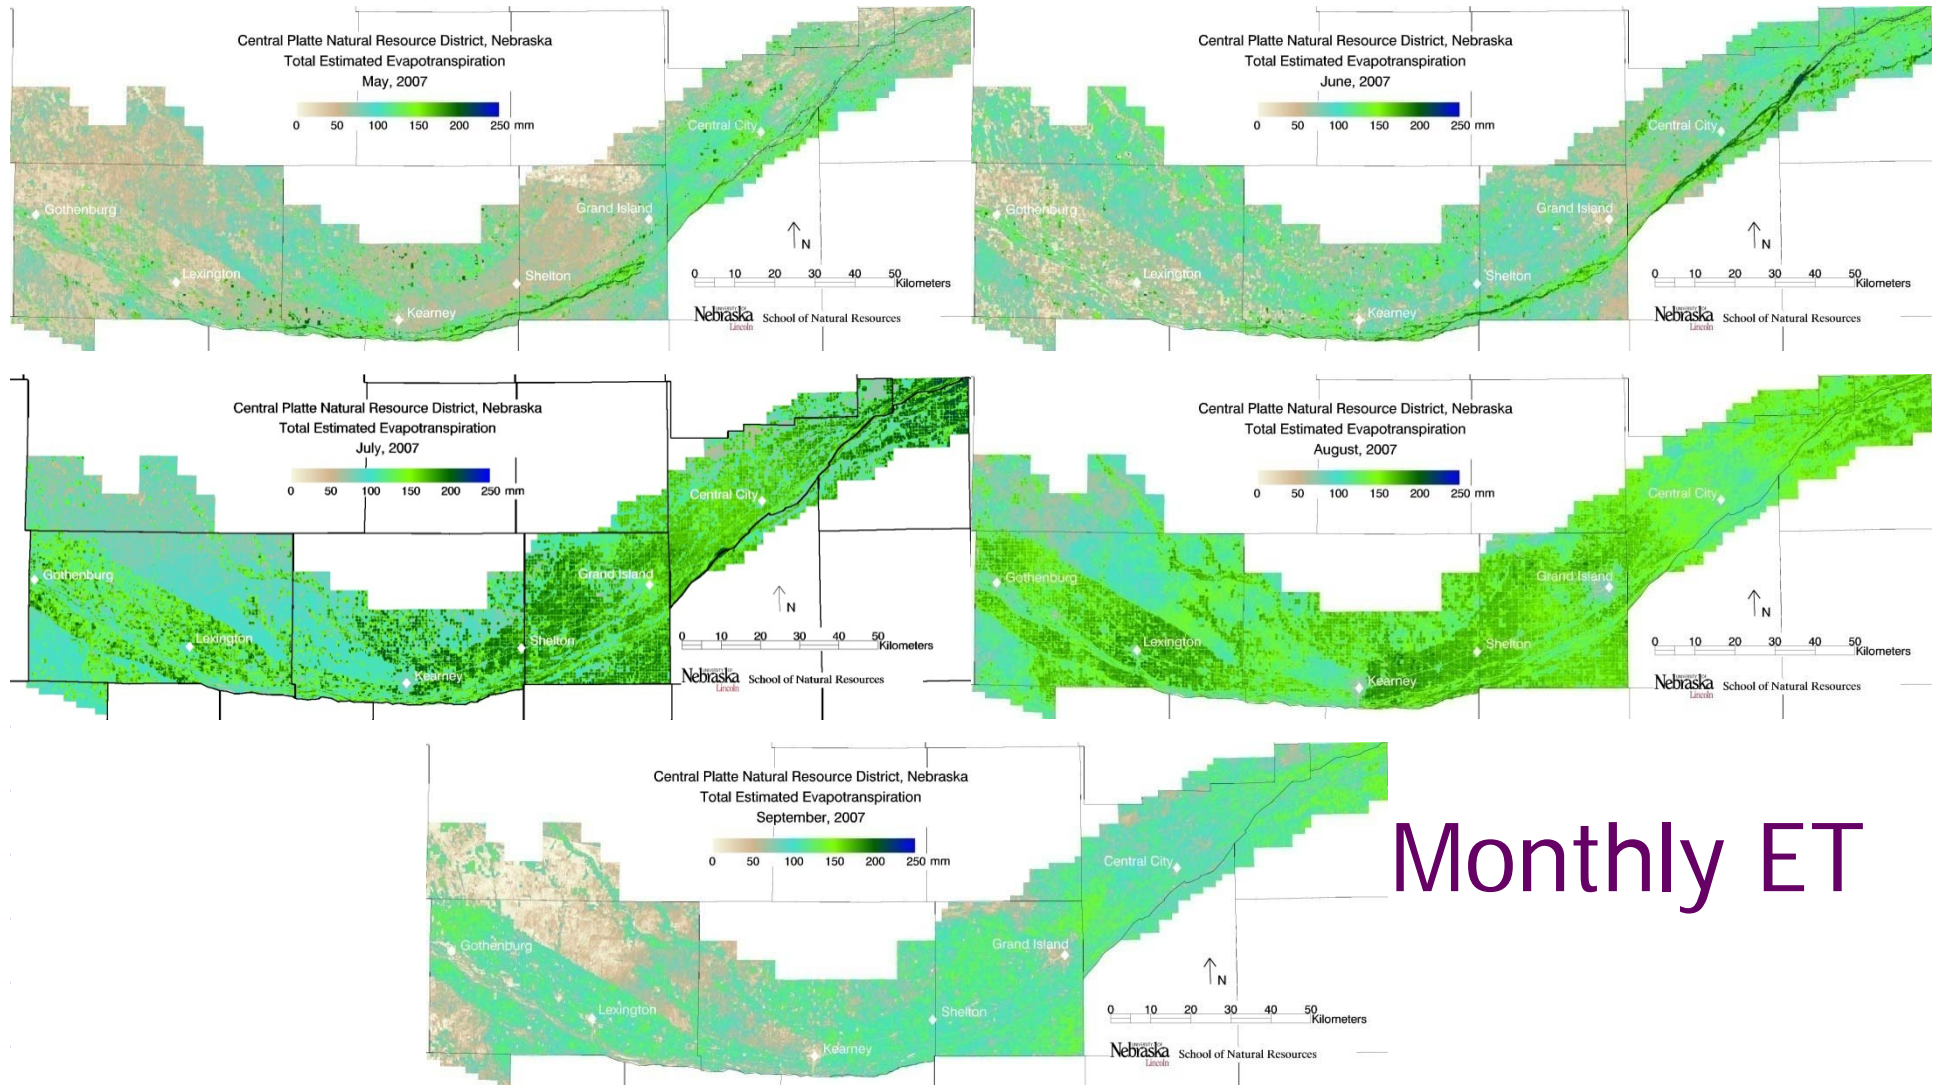 Central Platte Natural Resource District, Nebraska
Total Estimated Evapotranspiration
May, 2007
0 50 100 150 200 250 mm
Central City
Gothenburg
Grand Island
Lexington
Shelton
Kearney
N
0 10 20 30 40 50
Kilometers
UNIVERSITY OF
Nebraska
Lincoln
School of Natural Resources
Central Platte Natural Resource District, Nebraska
Total Estimated Evapotranspiration
June, 2007
0 50 100 150 200 250 mm
Central City
Gothenburg
Grand Island
Lexington
Shelton
Kearney
N
0 10 20 30 40 50
Kilometers
UNIVERSITY OF
Nebraska
Lincoln
School of Natural Resources
Central Platte Natural Resource District, Nebraska
Total Estimated Evapotranspiration
July, 2007
0 50 100 150 200 250 mm
Central City
Gothenburg
Grand Island
Lexington
Shelton
Kearney
N
0 10 20 30 40 50
Kilometers
UNIVERSITY OF
Nebraska
Lincoln
School of Natural Resources
Central Platte Natural Resource District, Nebraska
Total Estimated Evapotranspiration
August, 2007
0 50 100 150 200 250 mm
Central City
Gothenburg
Grand Island
Lexington
Shelton
Kearney
N
0 10 20 30 40 50
Kilometers
UNIVERSITY OF
Nebraska
Lincoln
School of Natural Resources
Central Platte Natural Resource District, Nebraska
Total Estimated Evapotranspiration
September, 2007
0 50 100 150 200 250 mm
Central City
Gothenburg
Grand Island
Lexington
Shelton
Kearney
N
0 10 20 30 40 50
Kilometers
UNIVERSITY OF
Nebraska
Lincoln
School of Natural Resources
Monthly ET